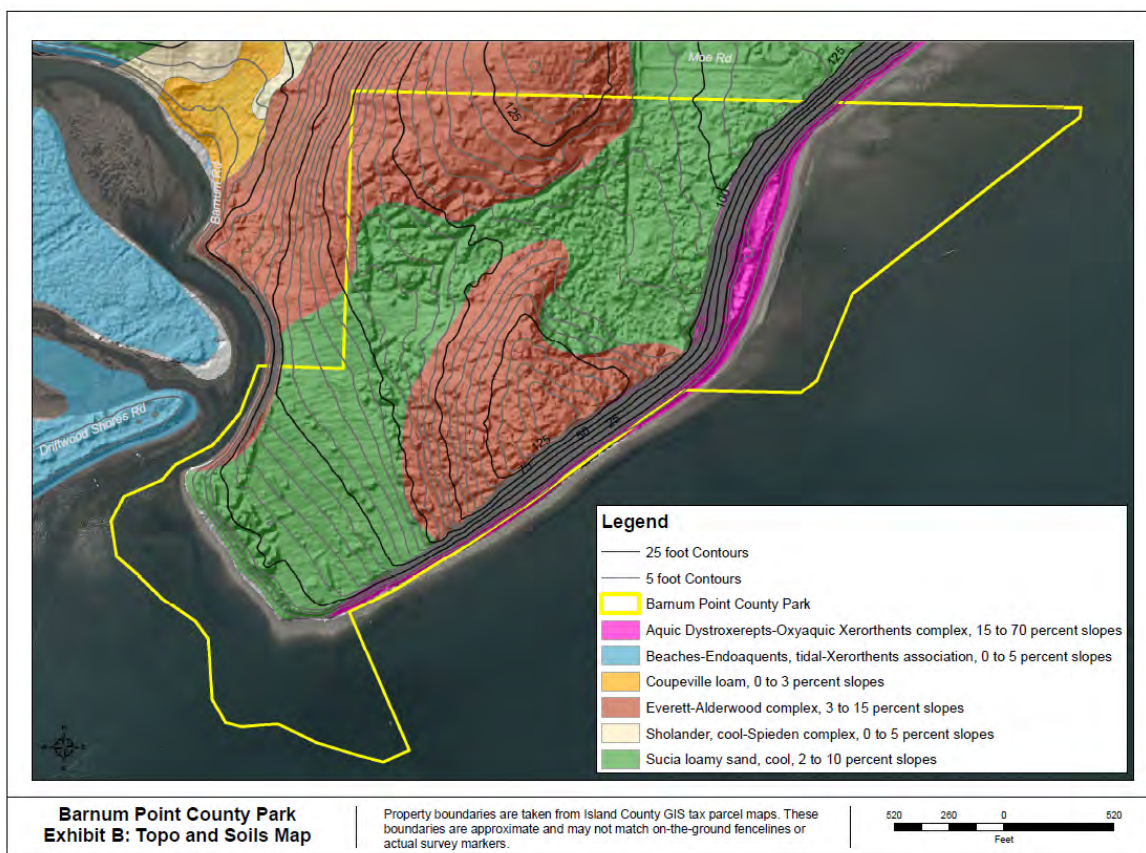 Moe Rd
125
125
Barnum Rd
100
Driftwood Shores Rd
125
50
25
Legend
25 foot Contours
5 foot Contours
Barnum Point County Park
Aquic Dystroxerepts-Oxyaquic Xerorthents complex, 15 to 70 percent slopes
Beaches-Endoaquents, tidal-Xerorthents association, 0 to 5 percent slopes
Coupeville loam, 0 to 3 percent slopes
Everett-Alderwood complex, 3 to 15 percent slopes
Sholander, cool-Spieden complex, 0 to 5 percent slopes
Sucia loamy sand, cool, 2 to 10 percent slopes
Barnum Point County Park
Exhibit B: Topo and Soils Map
Property boundaries are taken from Island County GIS tax parcel maps. These
boundaries are approximate and may not match on-the-ground fencelines or
actual survey markers.
520 260 0 520
Feet